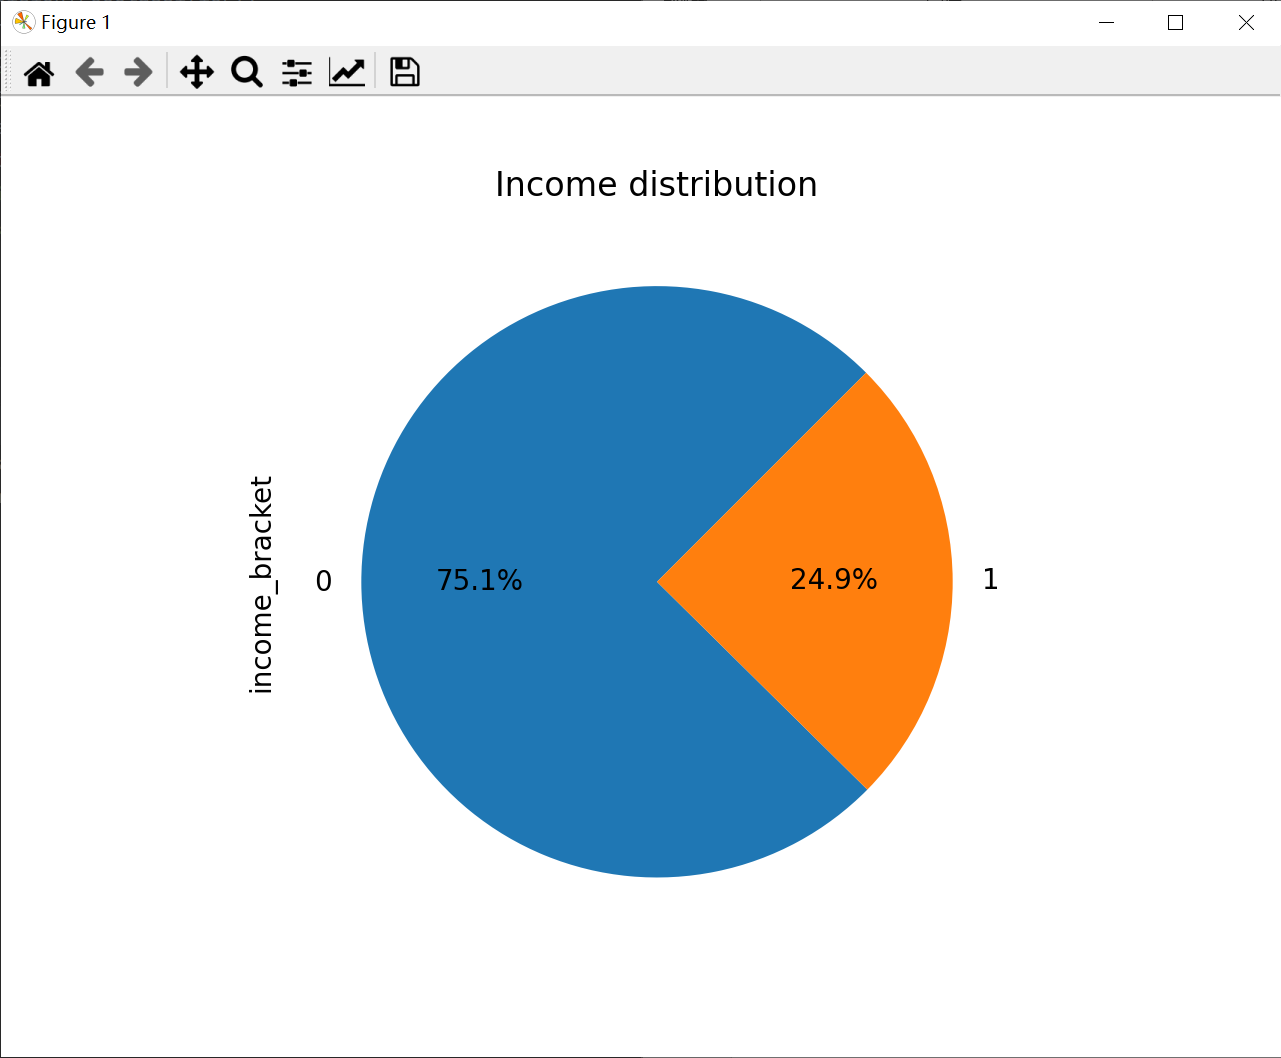 Figure 1
Income distribution
income_bracket
0
75.1%
24.9%
1